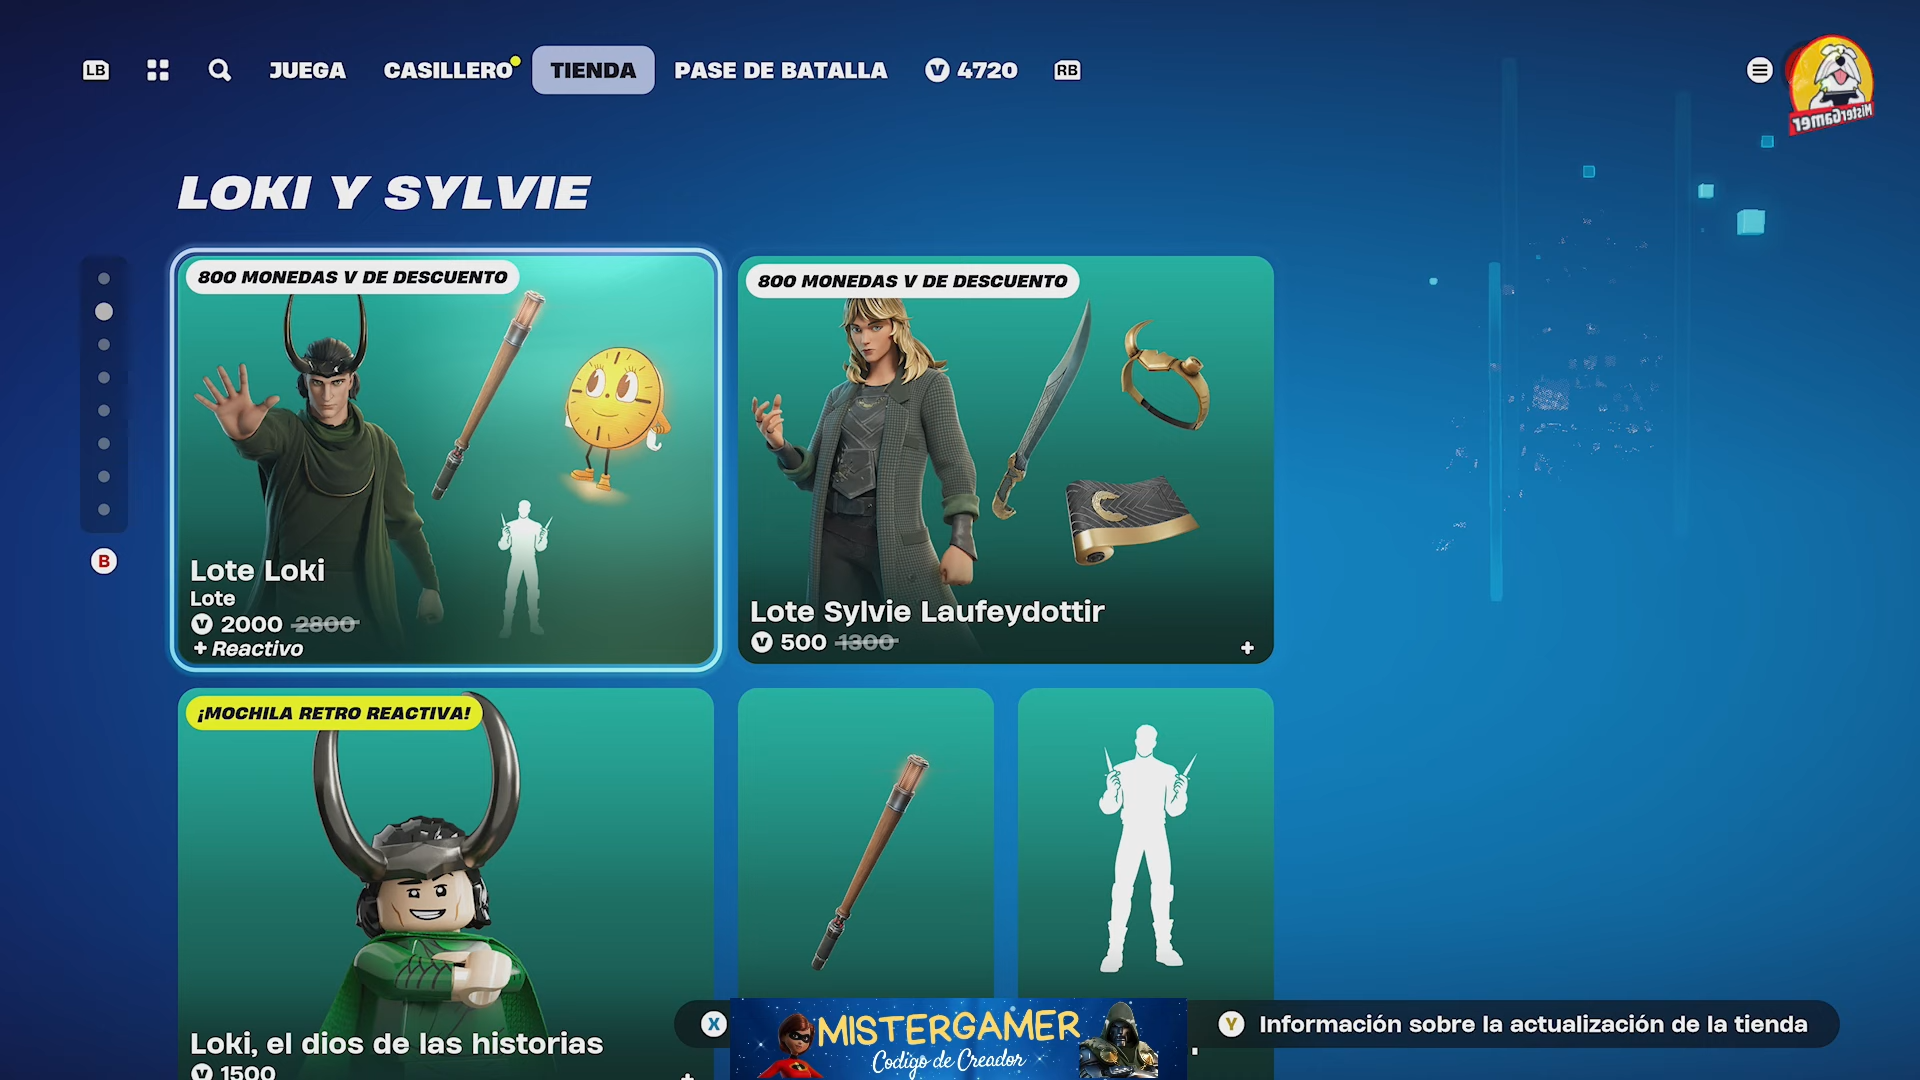 LB
JUEGA
CASILLERO
TIENDA
PASE DE BATALLA
V 4720
RB
MisterGamer
LOKI Y SYLVIE
800 MONEDAS V DE DESCUENTO
Lote Loki
Lote
V 2000 2800
+ Reactivo
800 MONEDAS V DE DESCUENTO
Lote Sylvie Laufeydottir
V 500 1300
+
B
¡MOCHILA RETRO REACTIVA!
Loki, el dios de las historias
V 1500
X
MISTERGAMER
Codigo de Creador
Y Información sobre la actualización de la tienda